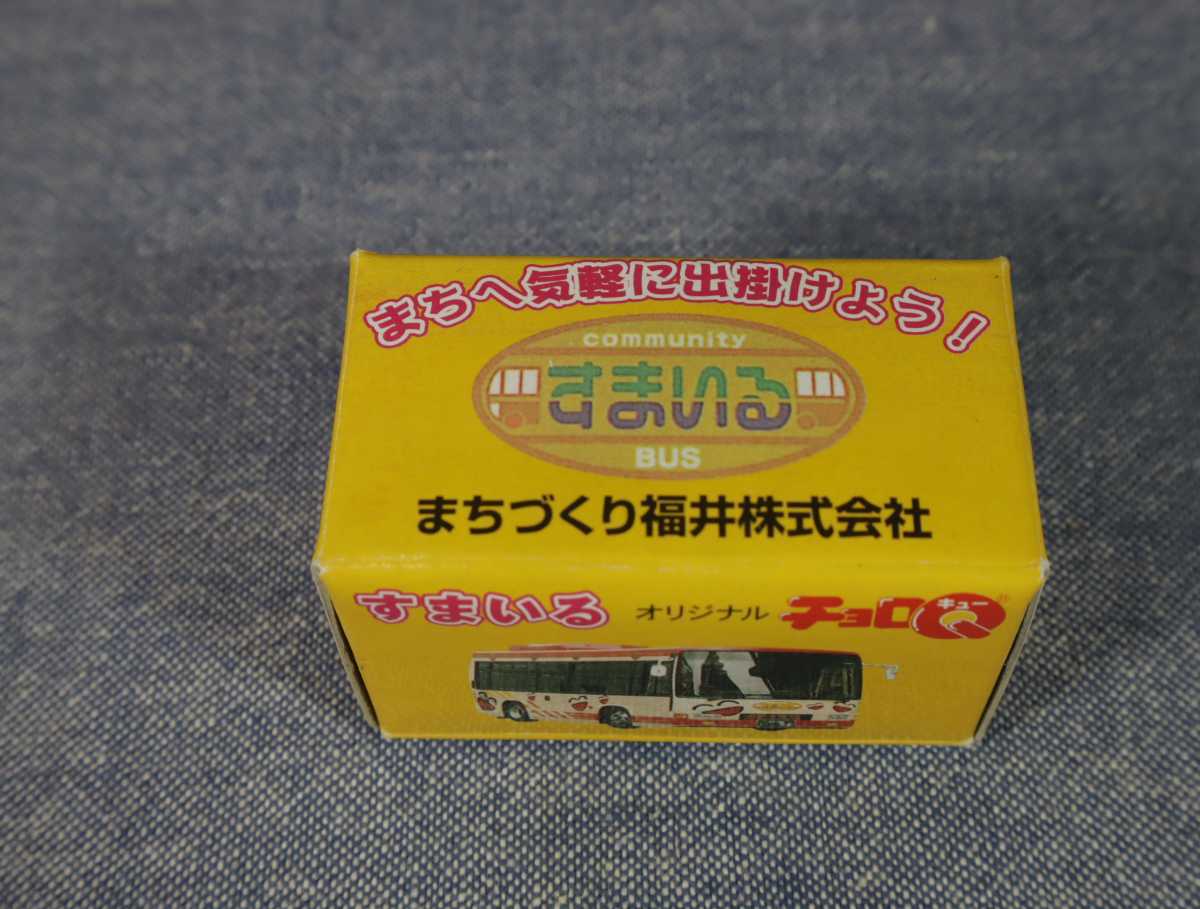 まちへ気軽に出掛けよう!
community
すまいる
BUS
まちづくり福井株式会社
すまいる オリジナル チョロQ キュー ®